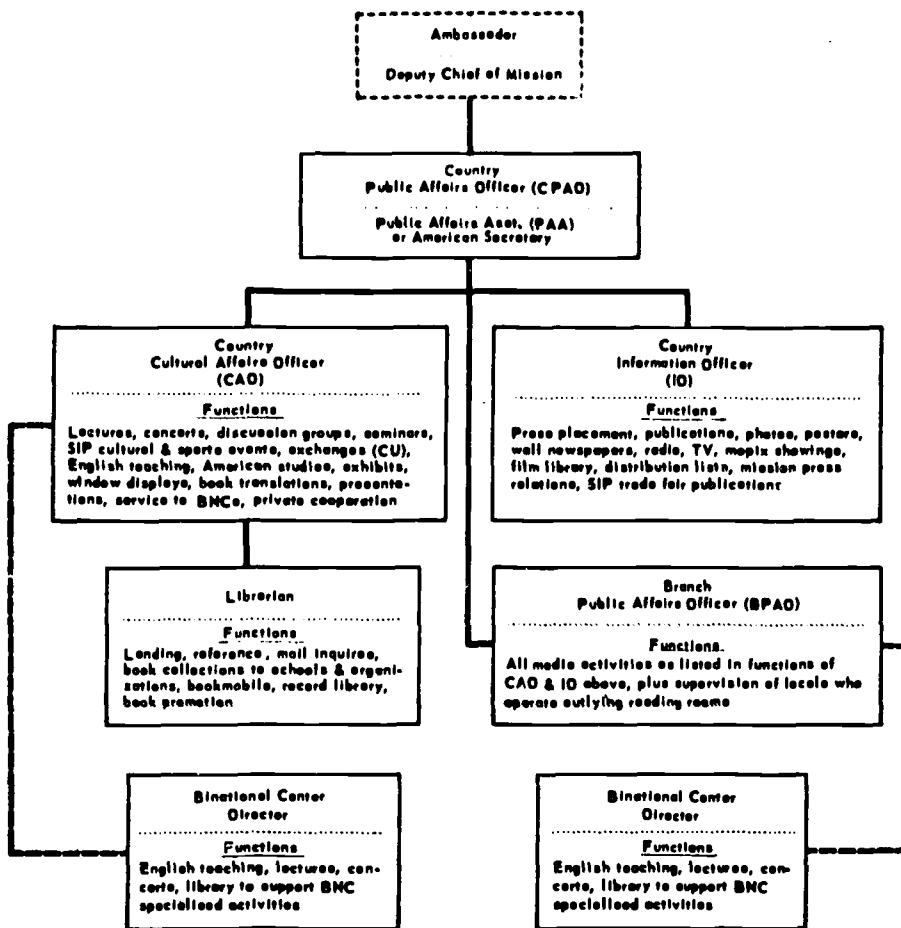 Ambassador
Deputy Chief of Mission
Country
Public Affairs Officer (CPAO)
Public Affairs Asst. (PAA)
or American Secretary
Country
Cultural Affairs Officer
(CAO)
Functions
Lectures, concerts, discussion groups, seminars,
SIP cultural & sports events, exchanges (CU),
English teaching, American studies, exhibits,
window displays, book translations, presenta-
tions, service to BNCs, private cooperation
Country
Information Officer
(IO)
Functions
Press placement, publications, photos, posters,
wall newspapers, radio, TV, mopix showings,
film library, distribution lists, mission press
relations, SIP trade fair publications
Librarian
Functions
Lending, reference, mail inquires,
book collections to schools & organi-
zations, bookmobile, record library,
book promotion
Branch
Public Affairs Officer (BPAO)
Functions.
All media activities as listed in functions of
CAO & IO above, plus supervision of locals who
operate outlying reading rooms
Binational Center
Director
Functions
English teaching, lectures, con-
certs, library to support BNC
specialized activities
Binational Center
Director
Functions
English teaching, lectures, con-
certs, library to support BNC
specialised activities